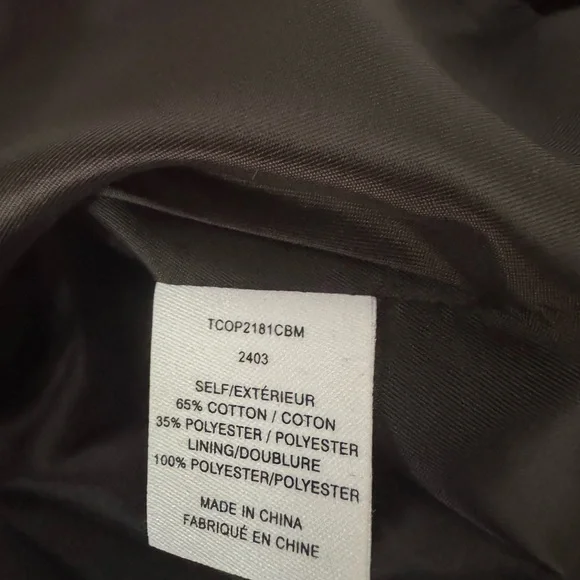 TCOP2181CBM
2403
SELF/EXTÉRIEUR
65% COTTON / COTON
35% POLYESTER / POLYESTER
LINING/DOUBLURE
100% POLYESTER/POLYESTER
MADE IN CHINA
FABRIQUÉ EN CHINE